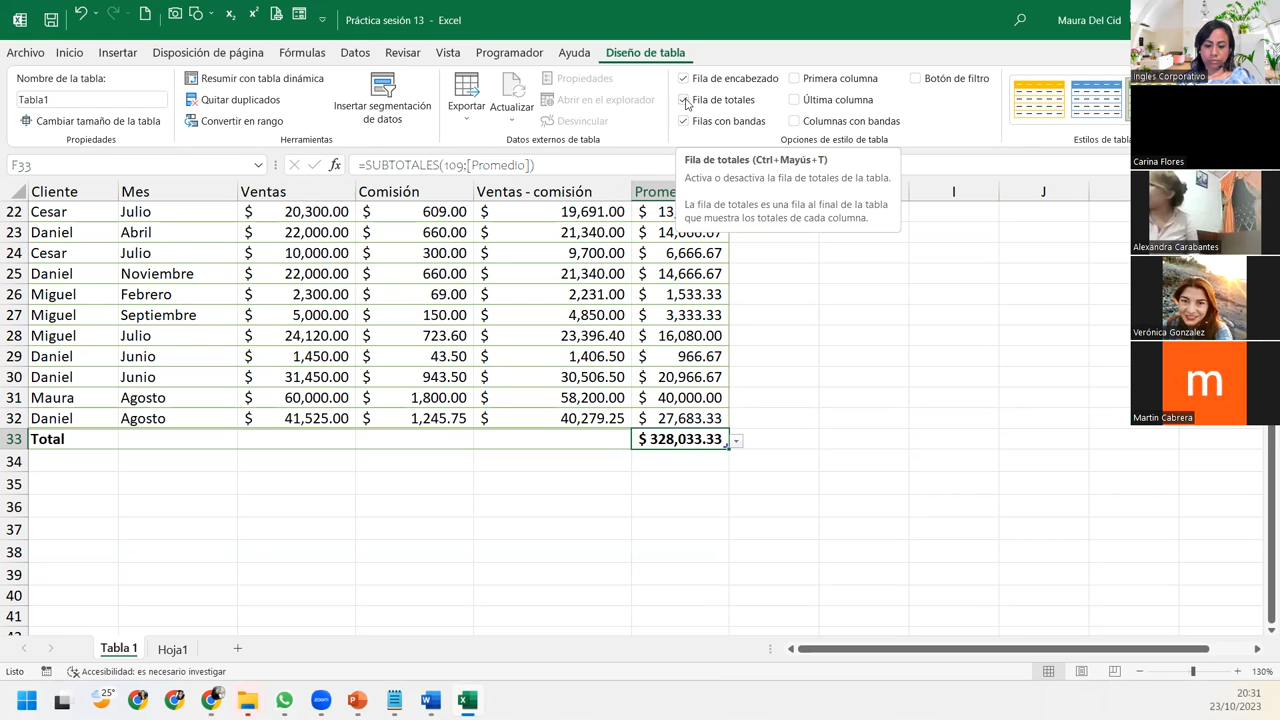 Práctica sesión 13 - Excel
Maura Del Cid
Archivo Inicio Insertar Disposición de página Fórmulas Datos Revisar Vista Programador Ayuda Diseño de tabla
Nombre de la tabla:
Tabla1
Cambiar tamaño de la tabla
Propiedades
Resumir con tabla dinámica
Quitar duplicados
Convertir en rango
Insertar segmentación de datos
Herramientas
Exportar
Actualizar
Propiedades
Abrir en el explorador
Desvincular
Datos externos de tabla
Fila de encabezado Primera columna Botón de filtro
Fila de totales
Filas con bandas Columnas con bandas
Opciones de estilo de tabla
Estilos de tabla
F33 fx =SUBTOTALES(109;[Promedio])
Fila de totales (Ctrl+Mayús+T)
Activa o desactiva la fila de totales de la tabla.
La fila de totales es una fila al final de la tabla
que muestra los totales de cada columna.
Cliente Mes Ventas Comisión Ventas - comisión I J
22 Cesar Julio $ 20,300.00 $ 609.00 $ 19,691.00 $
23 Daniel Abril $ 22,000.00 $ 660.00 $ 21,340.00 $ 14,666.67
24 Cesar Julio $ 10,000.00 $ 300.00 $ 9,700.00 $ 6,666.67
25 Daniel Noviembre $ 22,000.00 $ 660.00 $ 21,340.00 $ 14,666.67
26 Miguel Febrero $ 2,300.00 $ 69.00 $ 2,231.00 $ 1,533.33
27 Miguel Septiembre $ 5,000.00 $ 150.00 $ 4,850.00 $ 3,333.33
28 Miguel Julio $ 24,120.00 $ 723.60 $ 23,396.40 $ 16,080.00
29 Daniel Junio $ 1,450.00 $ 43.50 $ 1,406.50 $ 966.67
30 Daniel Junio $ 31,450.00 $ 943.50 $ 30,506.50 $ 20,966.67
31 Maura Agosto $ 60,000.00 $ 1,800.00 $ 58,200.00 $ 40,000.00
32 Daniel Agosto $ 41,525.00 $ 1,245.75 $ 40,279.25 $ 27,683.33
33 Total $ 328,033.33
34
35
36
37
38
39
40
41
Tabla 1 Hoja1
Listo Accesibilidad: es necesario investigar 130%
25°
20:31
23/10/2023
Ingles Corporativo
Carina Flores
Alexandra Carabantes
Verónica Gonzalez
m
Martin Cabrera